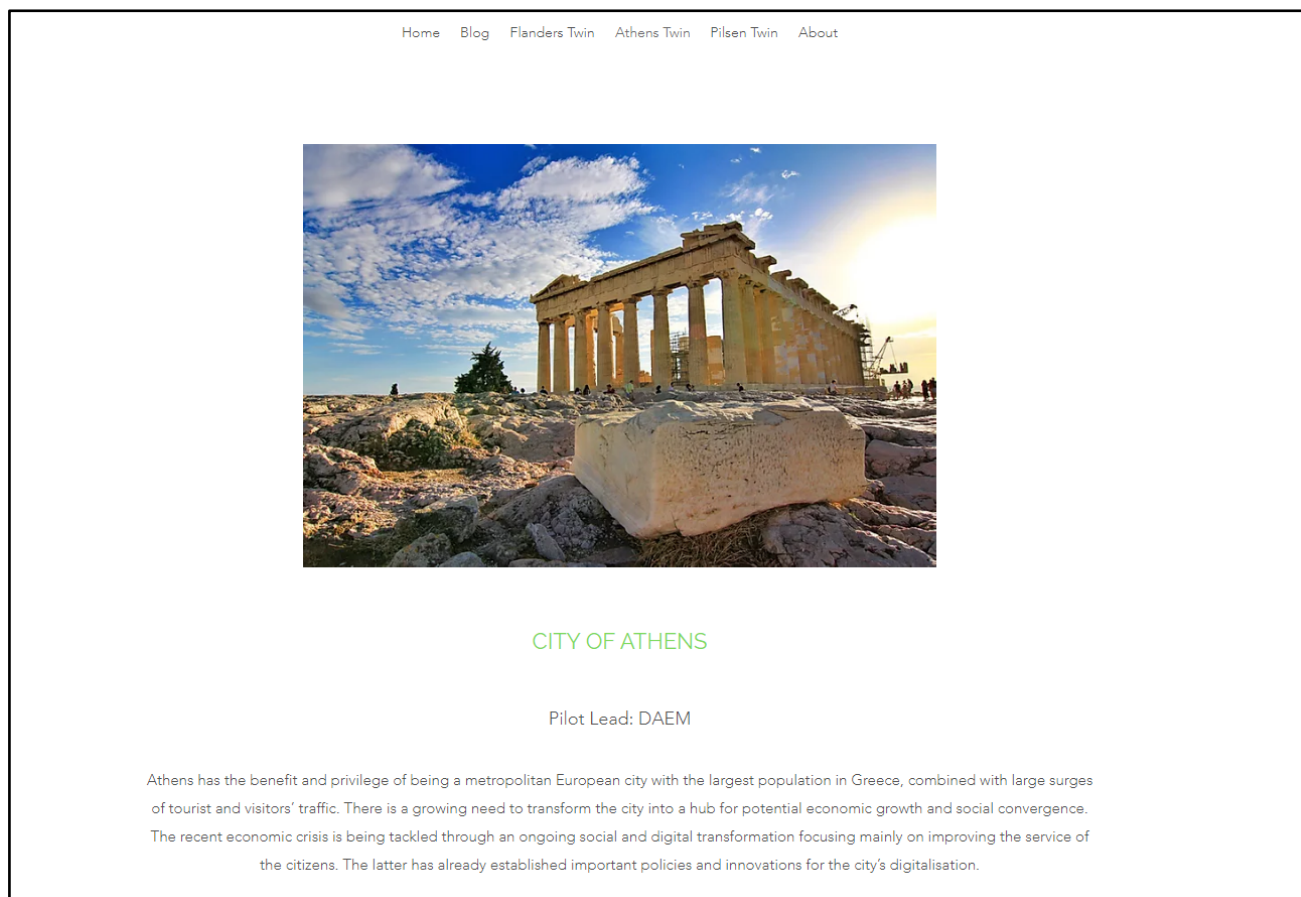 Home Blog Flanders Twin Athens Twin Pilsen Twin About
CITY OF ATHENS
Pilot Lead: DAEM
Athens has the benefit and privilege of being a metropolitan European city with the largest population in Greece, combined with large surges
of tourist and visitors’ traffic. There is a growing need to transform the city into a hub for potential economic growth and social convergence.
The recent economic crisis is being tackled through an ongoing social and digital transformation focusing mainly on improving the service of
the citizens. The latter has already established important policies and innovations for the city’s digitalisation.